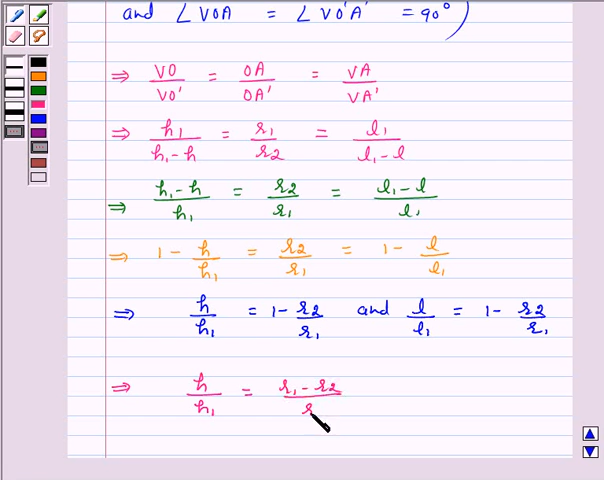 and ∠VOA = ∠VO'A' = 90°)
⇒ VO/VO' = OA/OA' = VA/VA'
⇒ h₁/(h₁-h) = r₁/r₂ = l₁/(l₁-l)
⇒ (h₁-h)/h₁ = r₂/r₁ = (l₁-l)/l₁
⇒ 1 - h/h₁ = r₂/r₁ = 1 - l/l₁
⇒ h/h₁ = 1 - r₂/r₁ and l/l₁ = 1 - r₂/r₁
⇒ h/h₁ = (r₁-r₂)/r